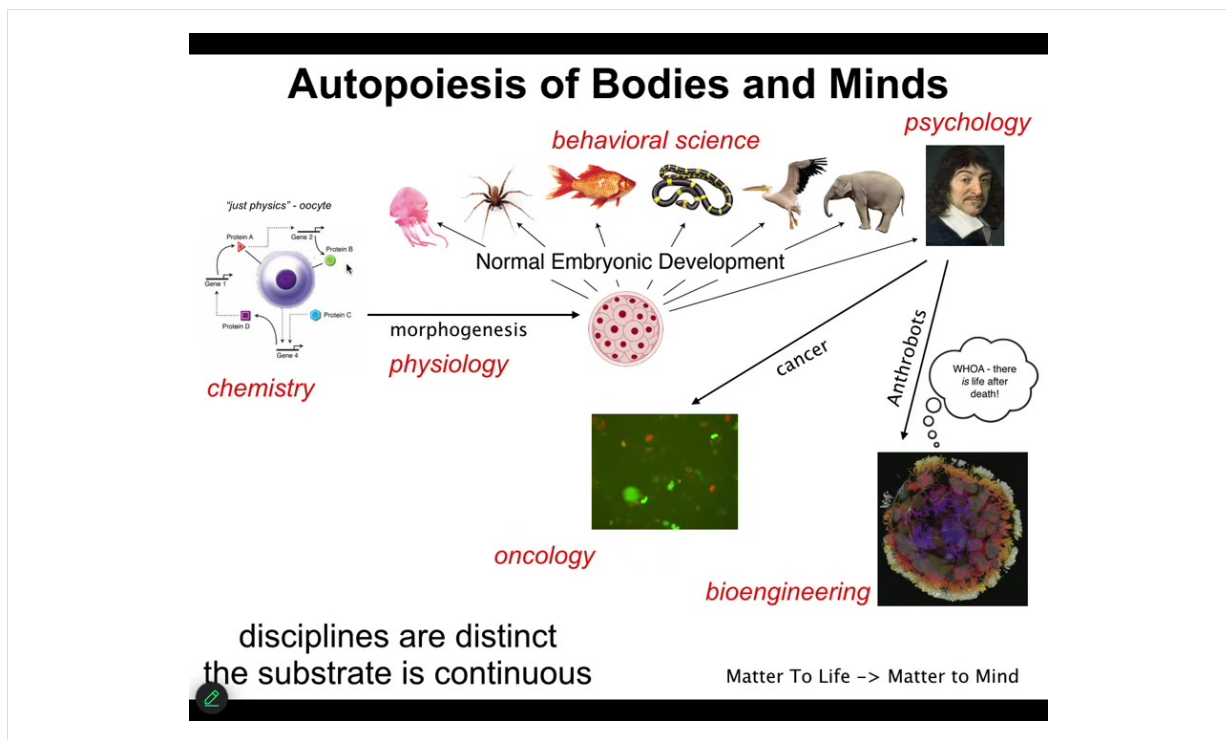 Autopoiesis of Bodies and Minds
psychology
behavioral science
"just physics" - oocyte
Protein A
Gene 2
Protein B
Gene 1
Protein D
Protein C
Gene 4
Normal Embryonic Development
morphogenesis
physiology
chemistry
cancer
Anthrobots
WHOA - there
is life after
death!
oncology
bioengineering
disciplines are distinct
the substrate is continuous
Matter To Life -> Matter to Mind